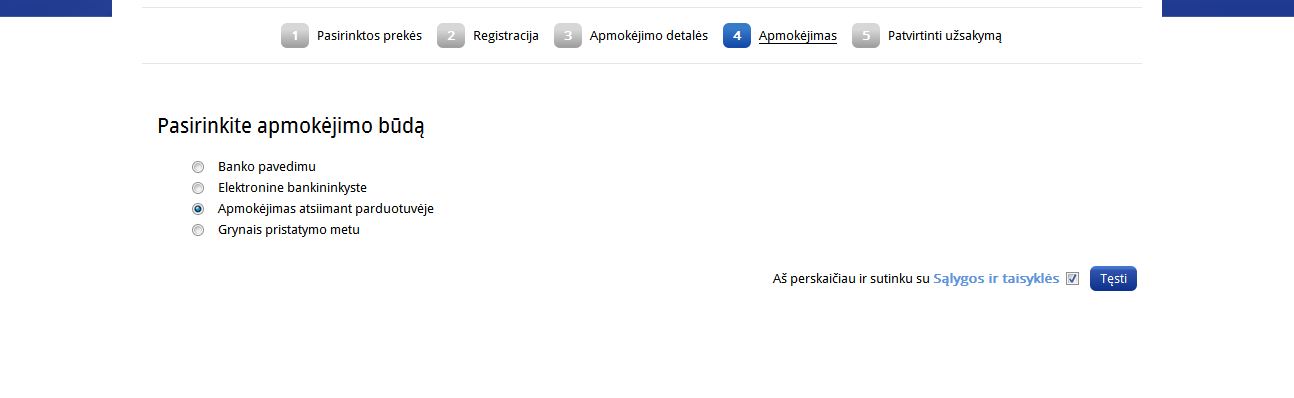 1 Pasirinktos prekės 2 Registracija 3 Apmokėjimo detalės 4 Apmokėjimas 5 Patvirtinti užsakymą
Pasirinkite apmokėjimo būdą
Banko pavedimu
Elektronine bankininkyste
Apmokėjimas atsiimant parduotuvėje
Grynais pristatymo metu
Aš perskaičiau ir sutinku su Sąlygos ir taisyklės Tęsti